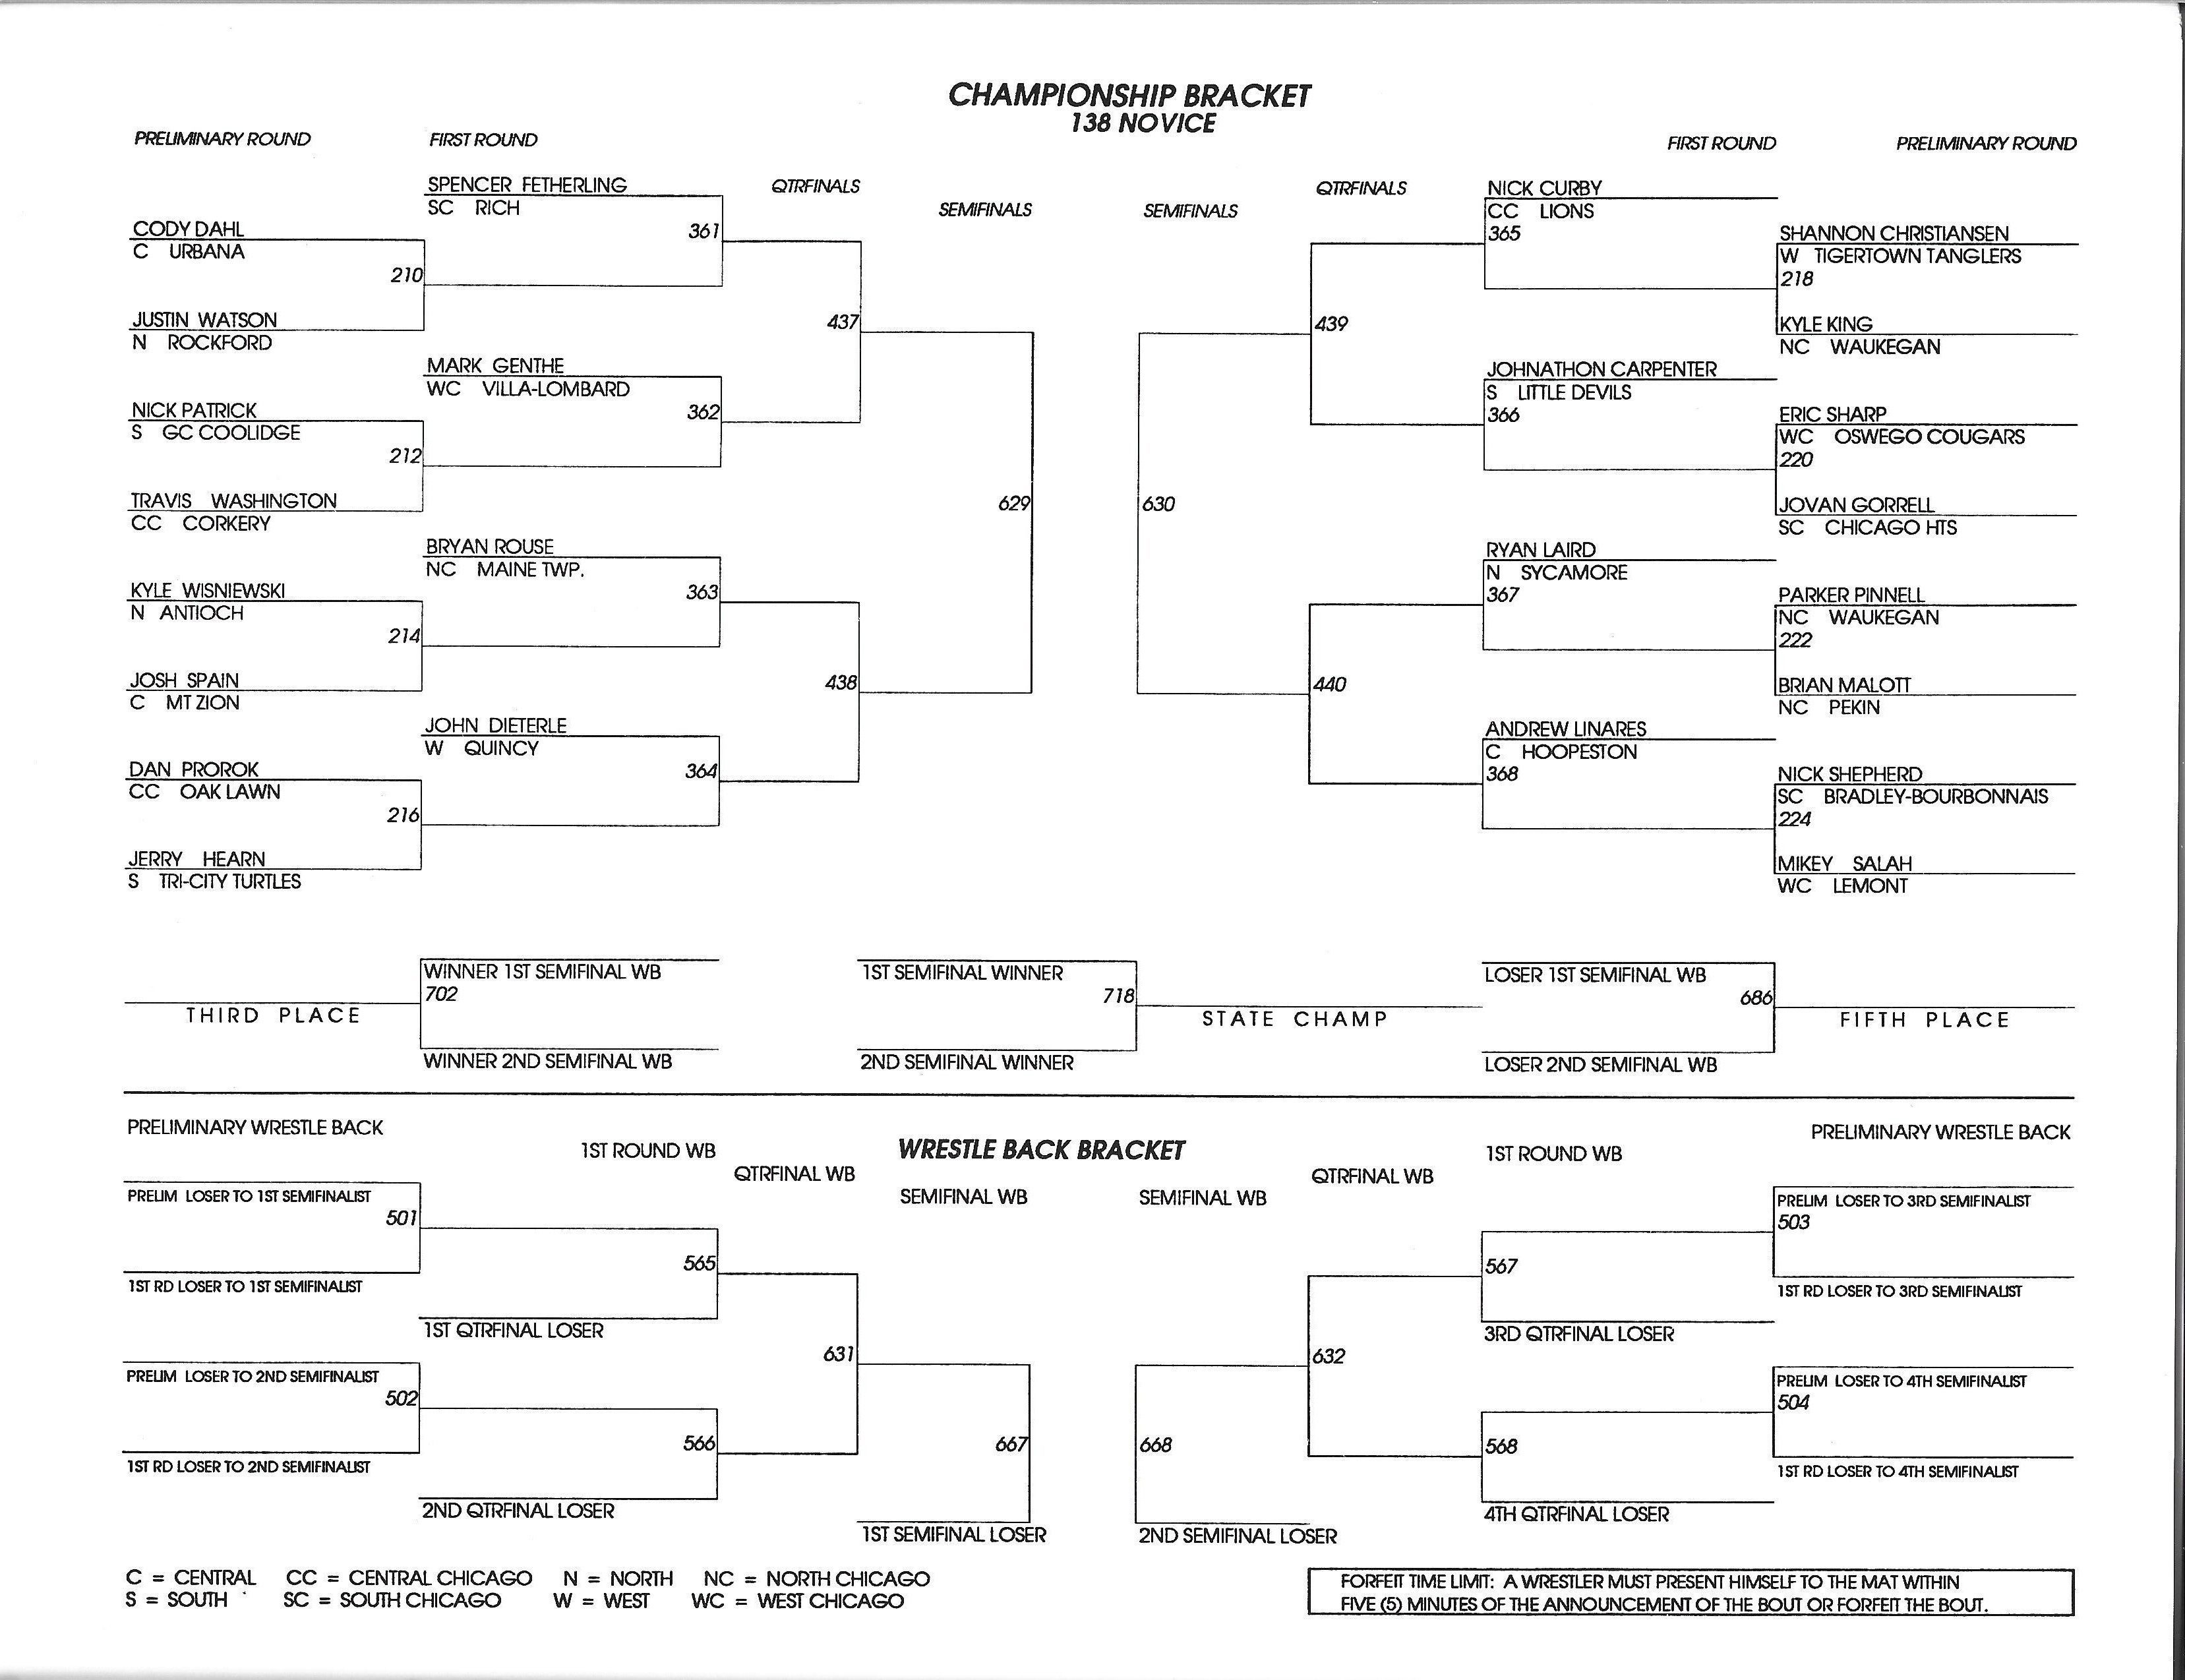 CHAMPIONSHIP BRACKET
138 NOVICE
PRELIMINARY ROUND
FIRST ROUND
QTRFINALS
SEMIFINALS
SEMIFINALS
QTRFINALS
FIRST ROUND
PRELIMINARY ROUND
CODY DAHL
C URBANA
210
JUSTIN WATSON
N ROCKFORD
NICK PATRICK
S GC COOLIDGE
212
TRAVIS WASHINGTON
CC CORKERY
KYLE WISNIEWSKI
N ANTIOCH
214
JOSH SPAIN
C MT ZION
DAN PROROK
CC OAK LAWN
216
JERRY HEARN
S TRI-CITY TURTLES
SPENCER FETHERLING
SC RICH
361
MARK GENTHE
WC VILLA-LOMBARD
362
BRYAN ROUSE
NC MAINE TWP.
363
JOHN DIETERLE
W QUINCY
364
437
438
629
630
439
440
NICK CURBY
CC LIONS
365
JOHNATHON CARPENTER
S LITTLE DEVILS
366
RYAN LAIRD
N SYCAMORE
367
ANDREW LINARES
C HOOPESTON
368
SHANNON CHRISTIANSEN
W TIGERTOWN TANGLERS
218
KYLE KING
NC WAUKEGAN
ERIC SHARP
WC OSWEGO COUGARS
220
JOVAN GORRELL
SC CHICAGO HTS
PARKER PINNELL
NC WAUKEGAN
222
BRIAN MALOTT
NC PEKIN
NICK SHEPHERD
SC BRADLEY-BOURBONNAIS
224
MIKEY SALAH
WC LEMONT
WINNER 1ST SEMIFINAL WB
702
THIRD PLACE
WINNER 2ND SEMIFINAL WB
1ST SEMIFINAL WINNER
718
STATE CHAMP
2ND SEMIFINAL WINNER
LOSER 1ST SEMIFINAL WB
686
FIFTH PLACE
LOSER 2ND SEMIFINAL WB
WRESTLE BACK BRACKET
PRELIMINARY WRESTLE BACK
1ST ROUND WB
QTRFINAL WB
SEMIFINAL WB
SEMIFINAL WB
QTRFINAL WB
1ST ROUND WB
PRELIMINARY WRESTLE BACK
PRELIM LOSER TO 1ST SEMIFINALIST
501
1ST RD LOSER TO 1ST SEMIFINALIST
PRELIM LOSER TO 2ND SEMIFINALIST
502
1ST RD LOSER TO 2ND SEMIFINALIST
565
1ST QTRFINAL LOSER
566
2ND QTRFINAL LOSER
631
667
1ST SEMIFINAL LOSER
668
2ND SEMIFINAL LOSER
632
567
3RD QTRFINAL LOSER
568
4TH QTRFINAL LOSER
PRELIM LOSER TO 3RD SEMIFINALIST
503
1ST RD LOSER TO 3RD SEMIFINALIST
PRELIM LOSER TO 4TH SEMIFINALIST
504
1ST RD LOSER TO 4TH SEMIFINALIST
C = CENTRAL CC = CENTRAL CHICAGO N = NORTH NC = NORTH CHICAGO
S = SOUTH SC = SOUTH CHICAGO W = WEST WC = WEST CHICAGO
FORFEIT TIME LIMIT: A WRESTLER MUST PRESENT HIMSELF TO THE MAT WITHIN
FIVE (5) MINUTES OF THE ANNOUNCEMENT OF THE BOUT OR FORFEIT THE BOUT.